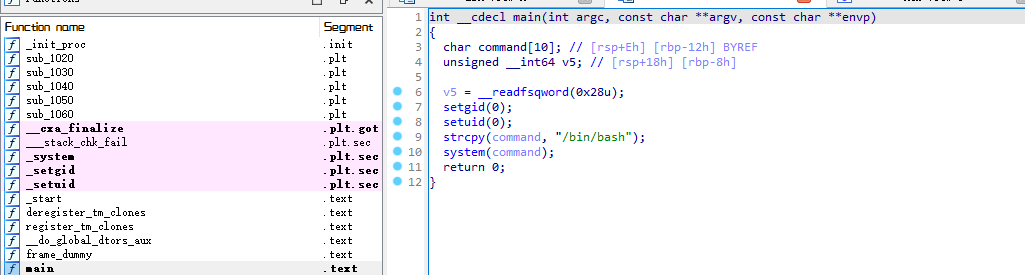 Functions
Function name Segment
_init_proc .init
sub_1020 .plt
sub_1030 .plt
sub_1040 .plt
sub_1050 .plt
sub_1060 .plt
__cxa_finalize .plt.got
___stack_chk_fail .plt.sec
_system .plt.sec
_setgid .plt.sec
_setuid .plt.sec
_start .text
deregister_tm_clones .text
register_tm_clones .text
__do_global_dtors_aux .text
frame_dummy .text
main .text
1 int __cdecl main(int argc, const char **argv, const char **envp)
2 {
3 char command[10]; // [rsp+Eh] [rbp-12h] BYREF
4 unsigned __int64 v5; // [rsp+18h] [rbp-8h]
5
6 v5 = __readfsqword(0x28u);
7 setgid(0);
8 setuid(0);
9 strcpy(command, "/bin/bash");
10 system(command);
11 return 0;
12 }